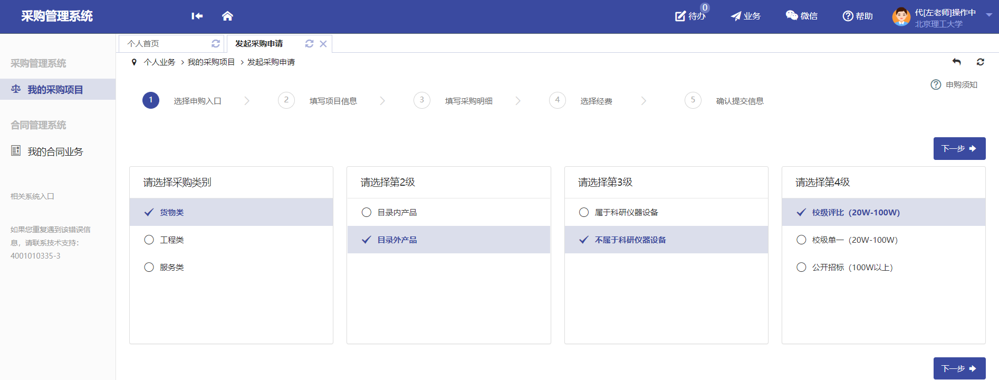 采购管理系统
待办
0
业务
微信
帮助
代[左老师]操作中
北京理工大学
采购管理系统
我的采购项目
合同管理系统
我的合同业务
相关系统入口
如果您重复遇到该错误信
息，请联系技术支持：
4001010335-3
个人首页
发起采购申请
个人业务 > 我的采购项目 > 发起采购申请
申购须知
1 选择申购入口
2 填写项目信息
3 填写采购明细
4 选择经费
5 确认提交信息
下一步
请选择采购类别
货物类
工程类
服务类
请选择第2级
目录内产品
目录外产品
请选择第3级
属于科研仪器设备
不属于科研仪器设备
请选择第4级
校级评比（20W-100W）
校级单一（20W-100W）
公开招标（100W以上）
下一步